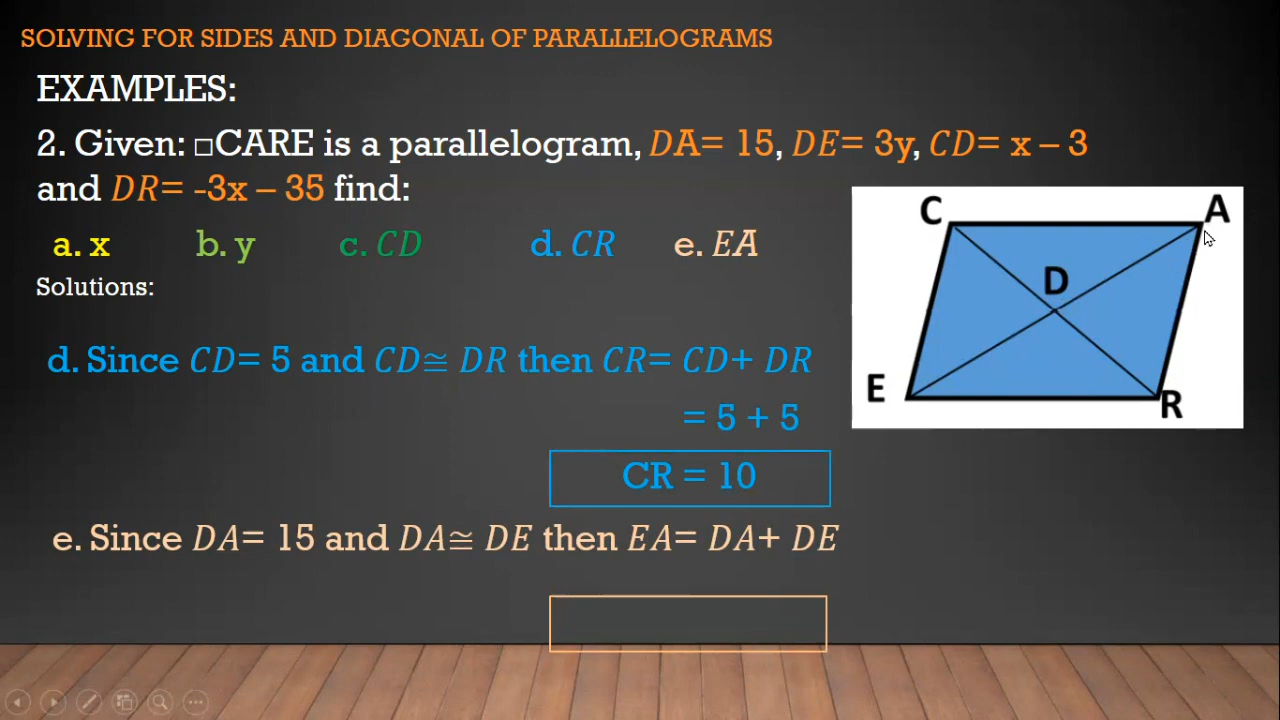 SOLVING FOR SIDES AND DIAGONAL OF PARALLELOGRAMS
EXAMPLES:
2. Given: □CARE is a parallelogram, DA= 15, DE= 3y, CD= x – 3
and DR= -3x – 35 find:
a. x b. y c. CD d. CR e. EA
Solutions:
d. Since CD= 5 and CD≅ DR then CR= CD+ DR
= 5 + 5
CR = 10
e. Since DA= 15 and DA≅ DE then EA= DA+ DE
C A
D
E R